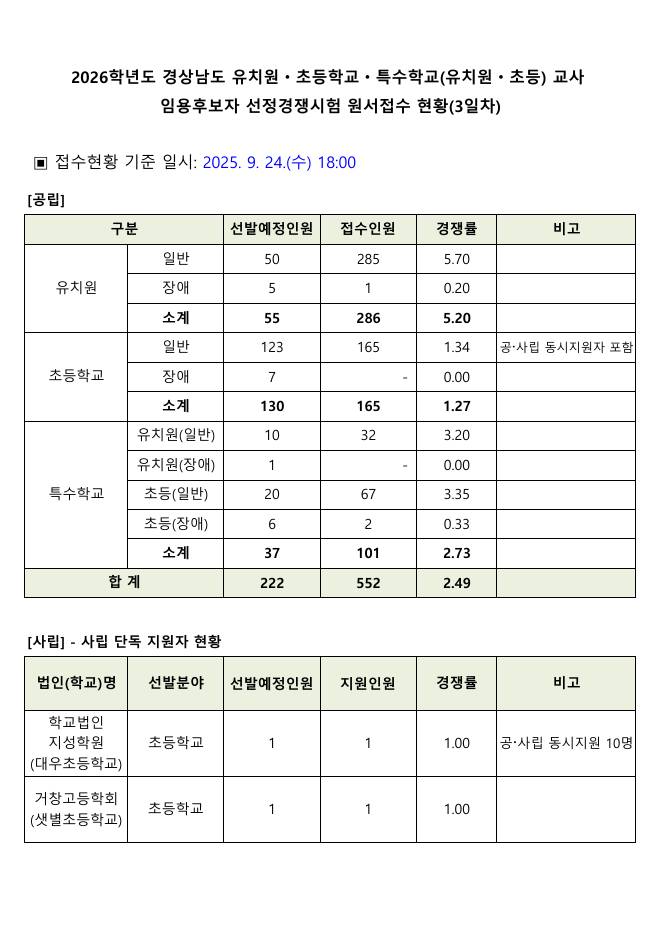 2026학년도 경상남도 유치원・초등학교・특수학교(유치원・초등) 교사
임용후보자 선정경쟁시험 원서접수 현황(3일차)
▣ 접수현황 기준 일시: 2025. 9. 24.(수) 18:00
[공립]
구분 선발예정인원 접수인원 경쟁률 비고
유치원 일반 50 285 5.70
장애 5 1 0.20
소계 55 286 5.20
초등학교 일반 123 165 1.34 공·사립 동시지원자 포함
장애 7 - 0.00
소계 130 165 1.27
특수학교 유치원(일반) 10 32 3.20
유치원(장애) 1 - 0.00
초등(일반) 20 67 3.35
초등(장애) 6 2 0.33
소계 37 101 2.73
합 계 222 552 2.49
[사립] - 사립 단독 지원자 현황
법인(학교)명 선발분야 선발예정인원 지원인원 경쟁률 비고
학교법인
지성학원
(대우초등학교) 초등학교 1 1 1.00 공·사립 동시지원 10명
거창고등학회
(샛별초등학교) 초등학교 1 1 1.00